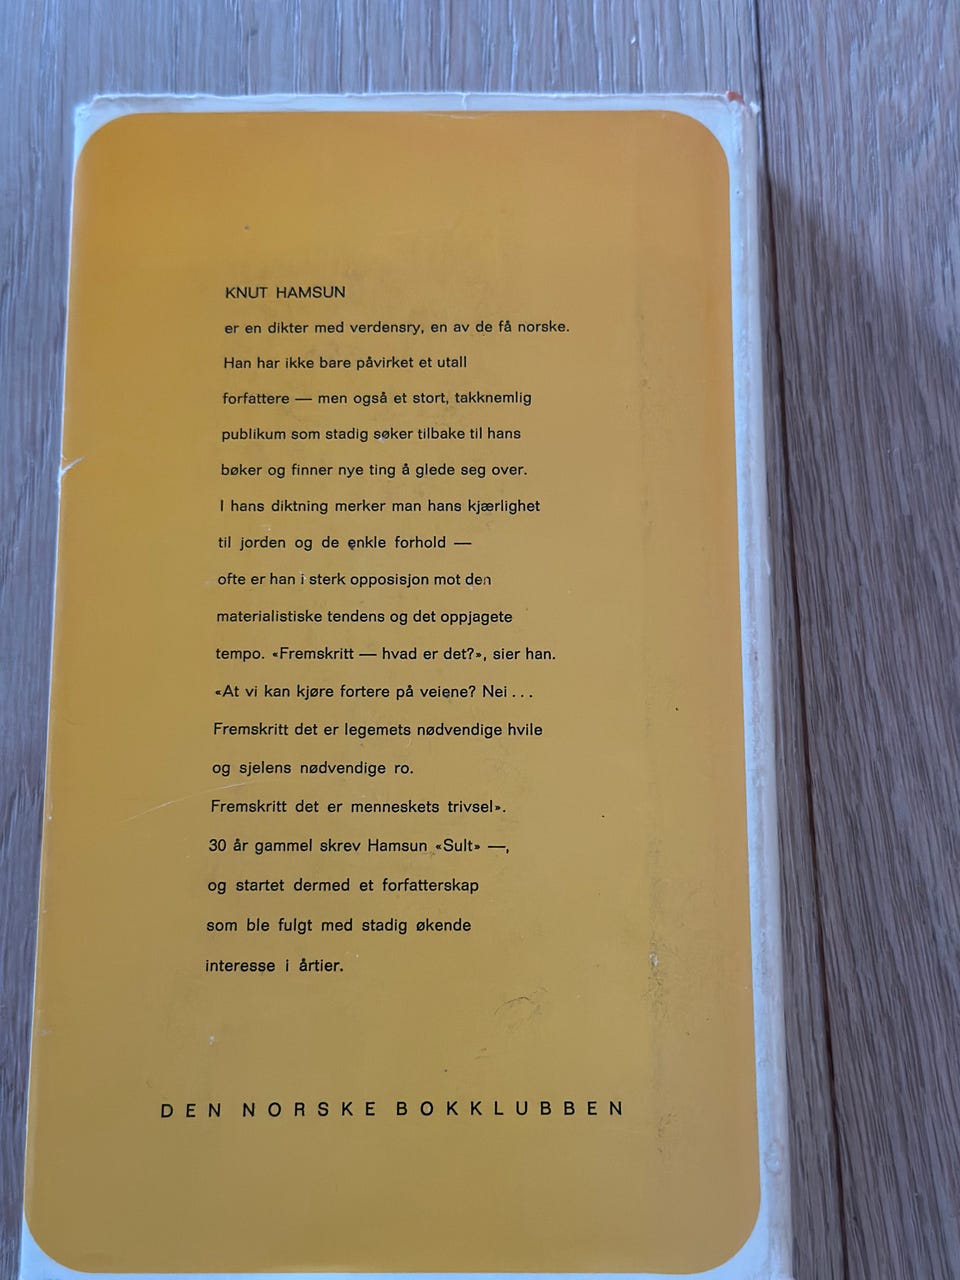 KNUT HAMSUN
er en dikter med verdensry, en av de få norske.
Han har ikke bare påvirket et utall
forfattere — men også et stort, takknemlig
publikum som stadig søker tilbake til hans
bøker og finner nye ting å glede seg over.
I hans diktning merker man hans kjærlighet
til jorden og de enkle forhold —
ofte er han i sterk opposisjon mot den
materialistiske tendens og det oppjagete
tempo. «Fremskritt — hvad er det?», sier han.
«At vi kan kjøre fortere på veiene? Nei . . .
Fremskritt det er legemets nødvendige hvile
og sjelens nødvendige ro.
Fremskritt det er menneskets trivsel».
30 år gammel skrev Hamsun «Sult» —,
og startet dermed et forfatterskap
som ble fulgt med stadig økende
interesse i årtier.
DEN NORSKE BOKKLUBBEN